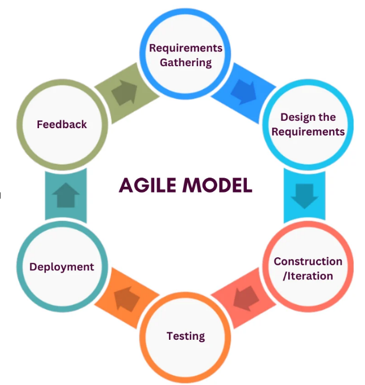 Requirements
Gathering
Design the
Requirements
Construction
/Iteration
Testing
Deployment
Feedback
AGILE MODEL